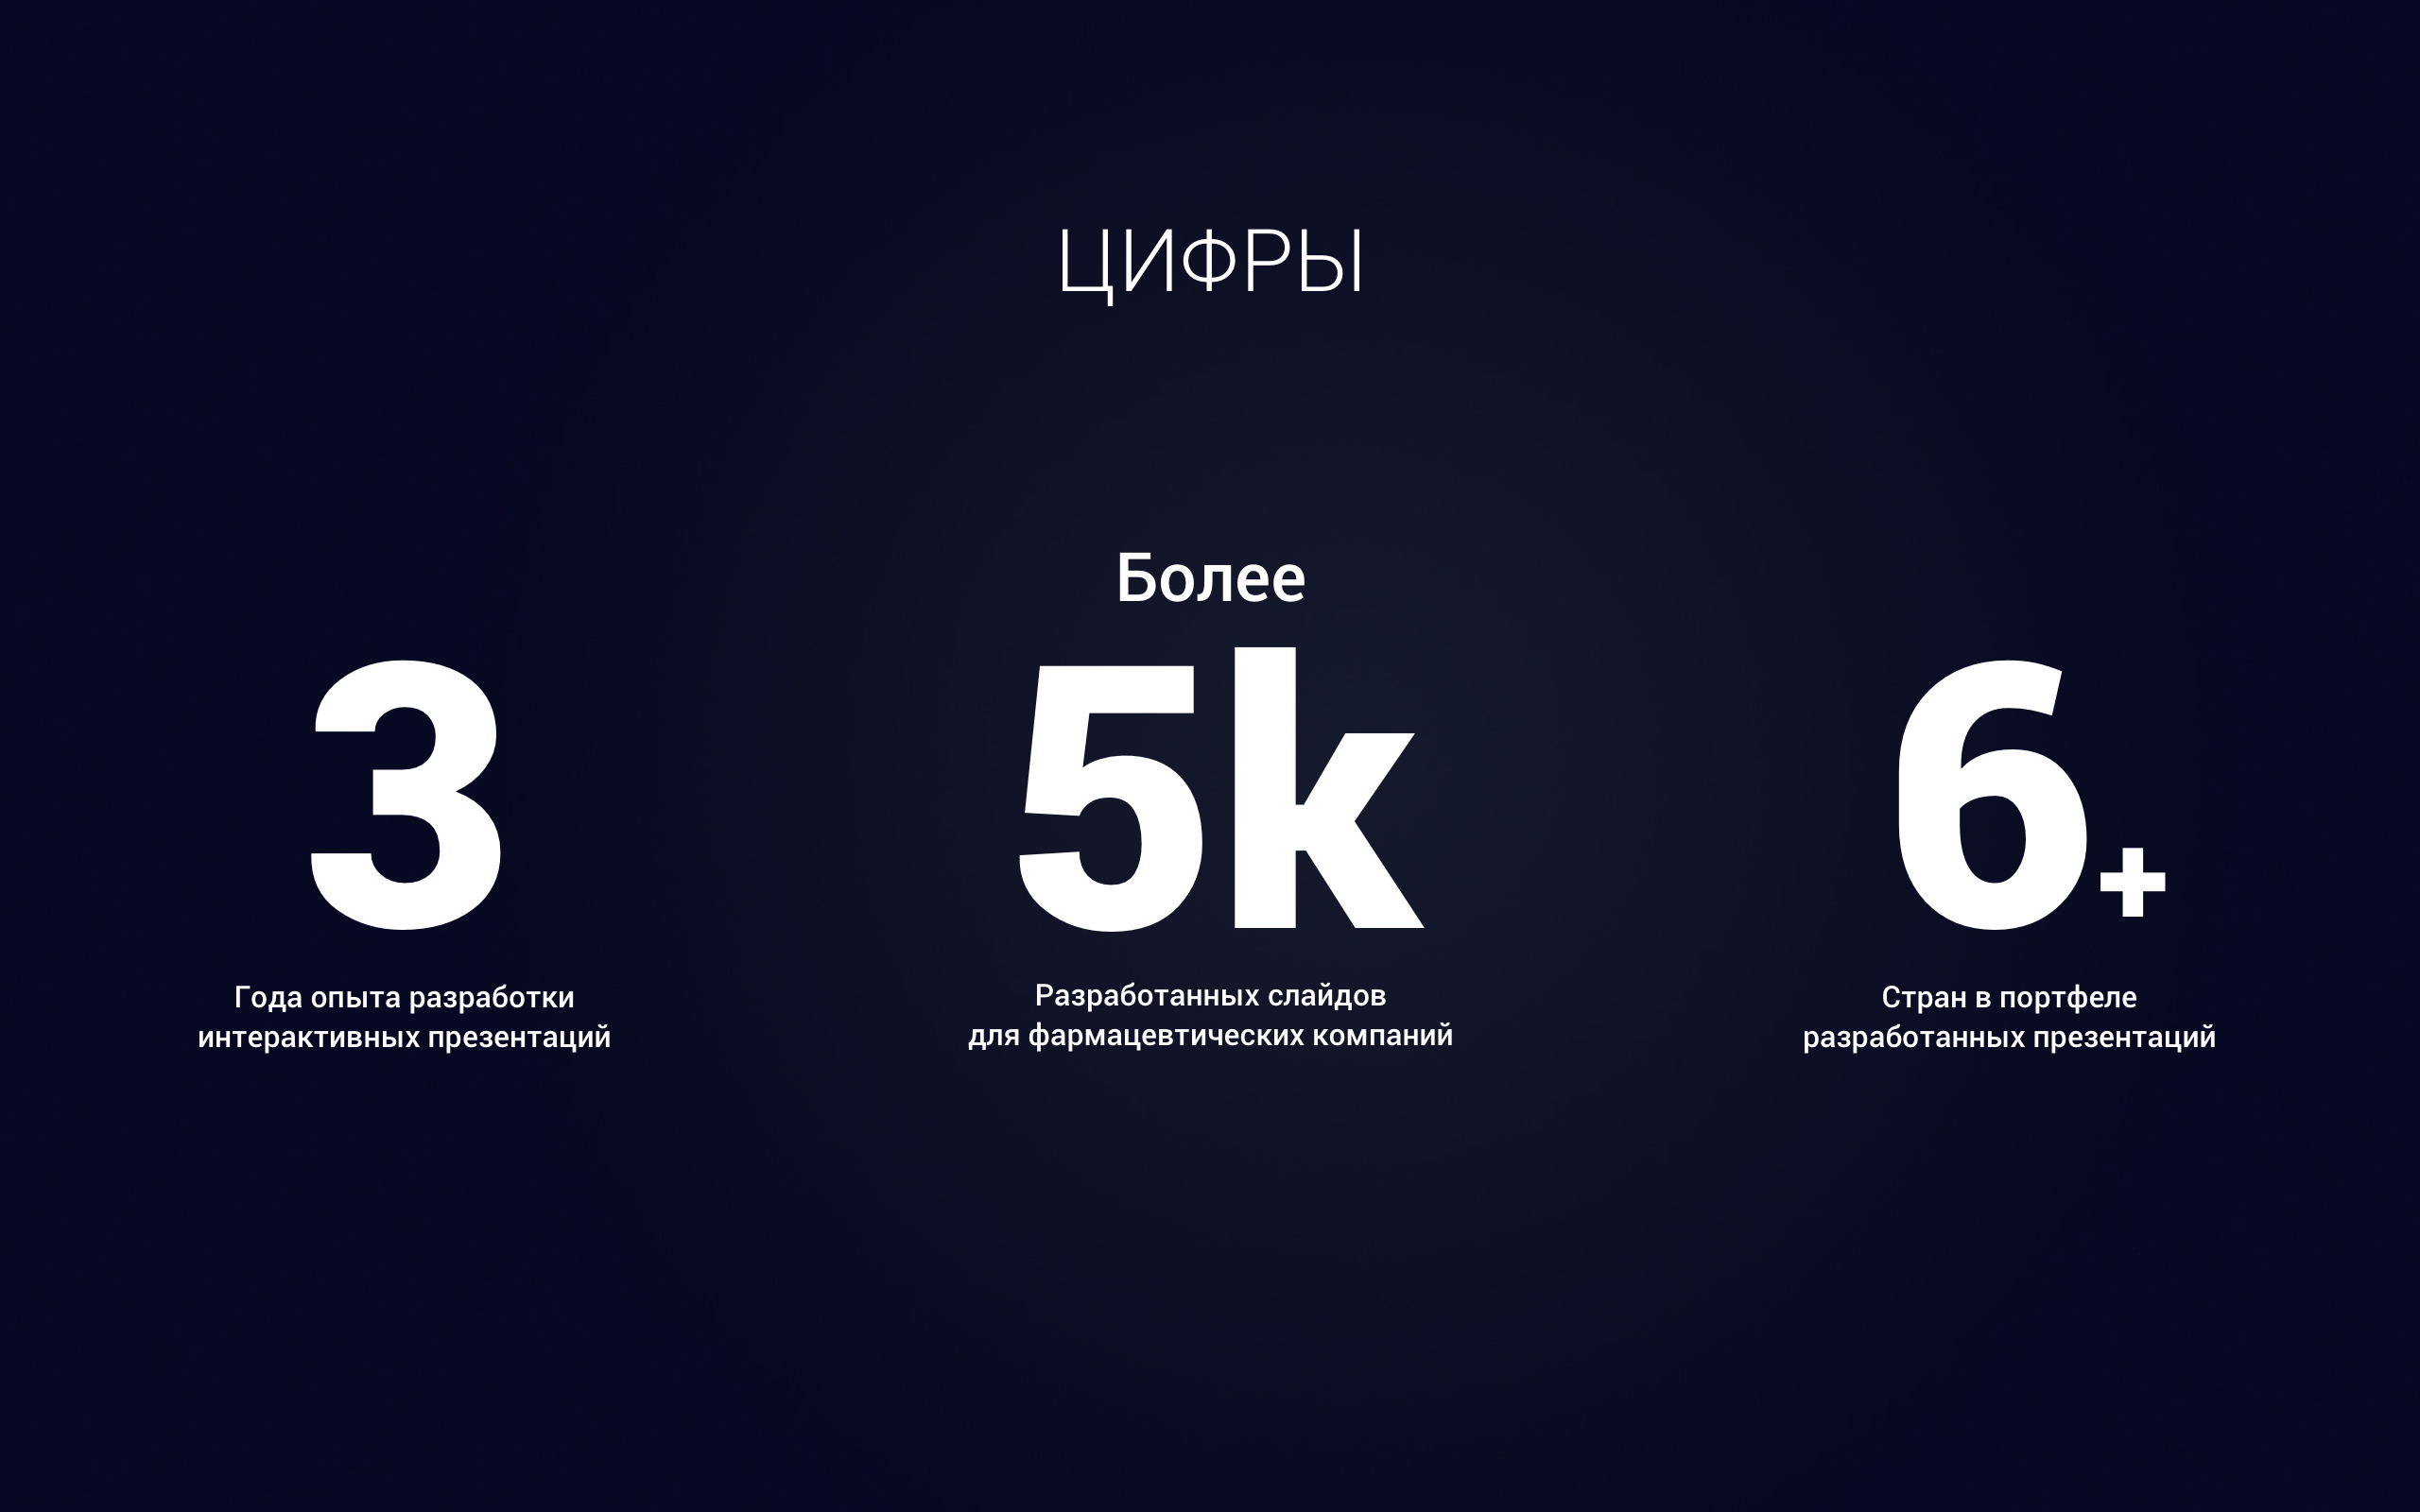 ЦИФРЫ
3
Года опыта разработки
интерактивных презентаций
Более
5k
Разработанных слайдов
для фармацевтических компаний
6+
Стран в портфеле
разработанных презентаций